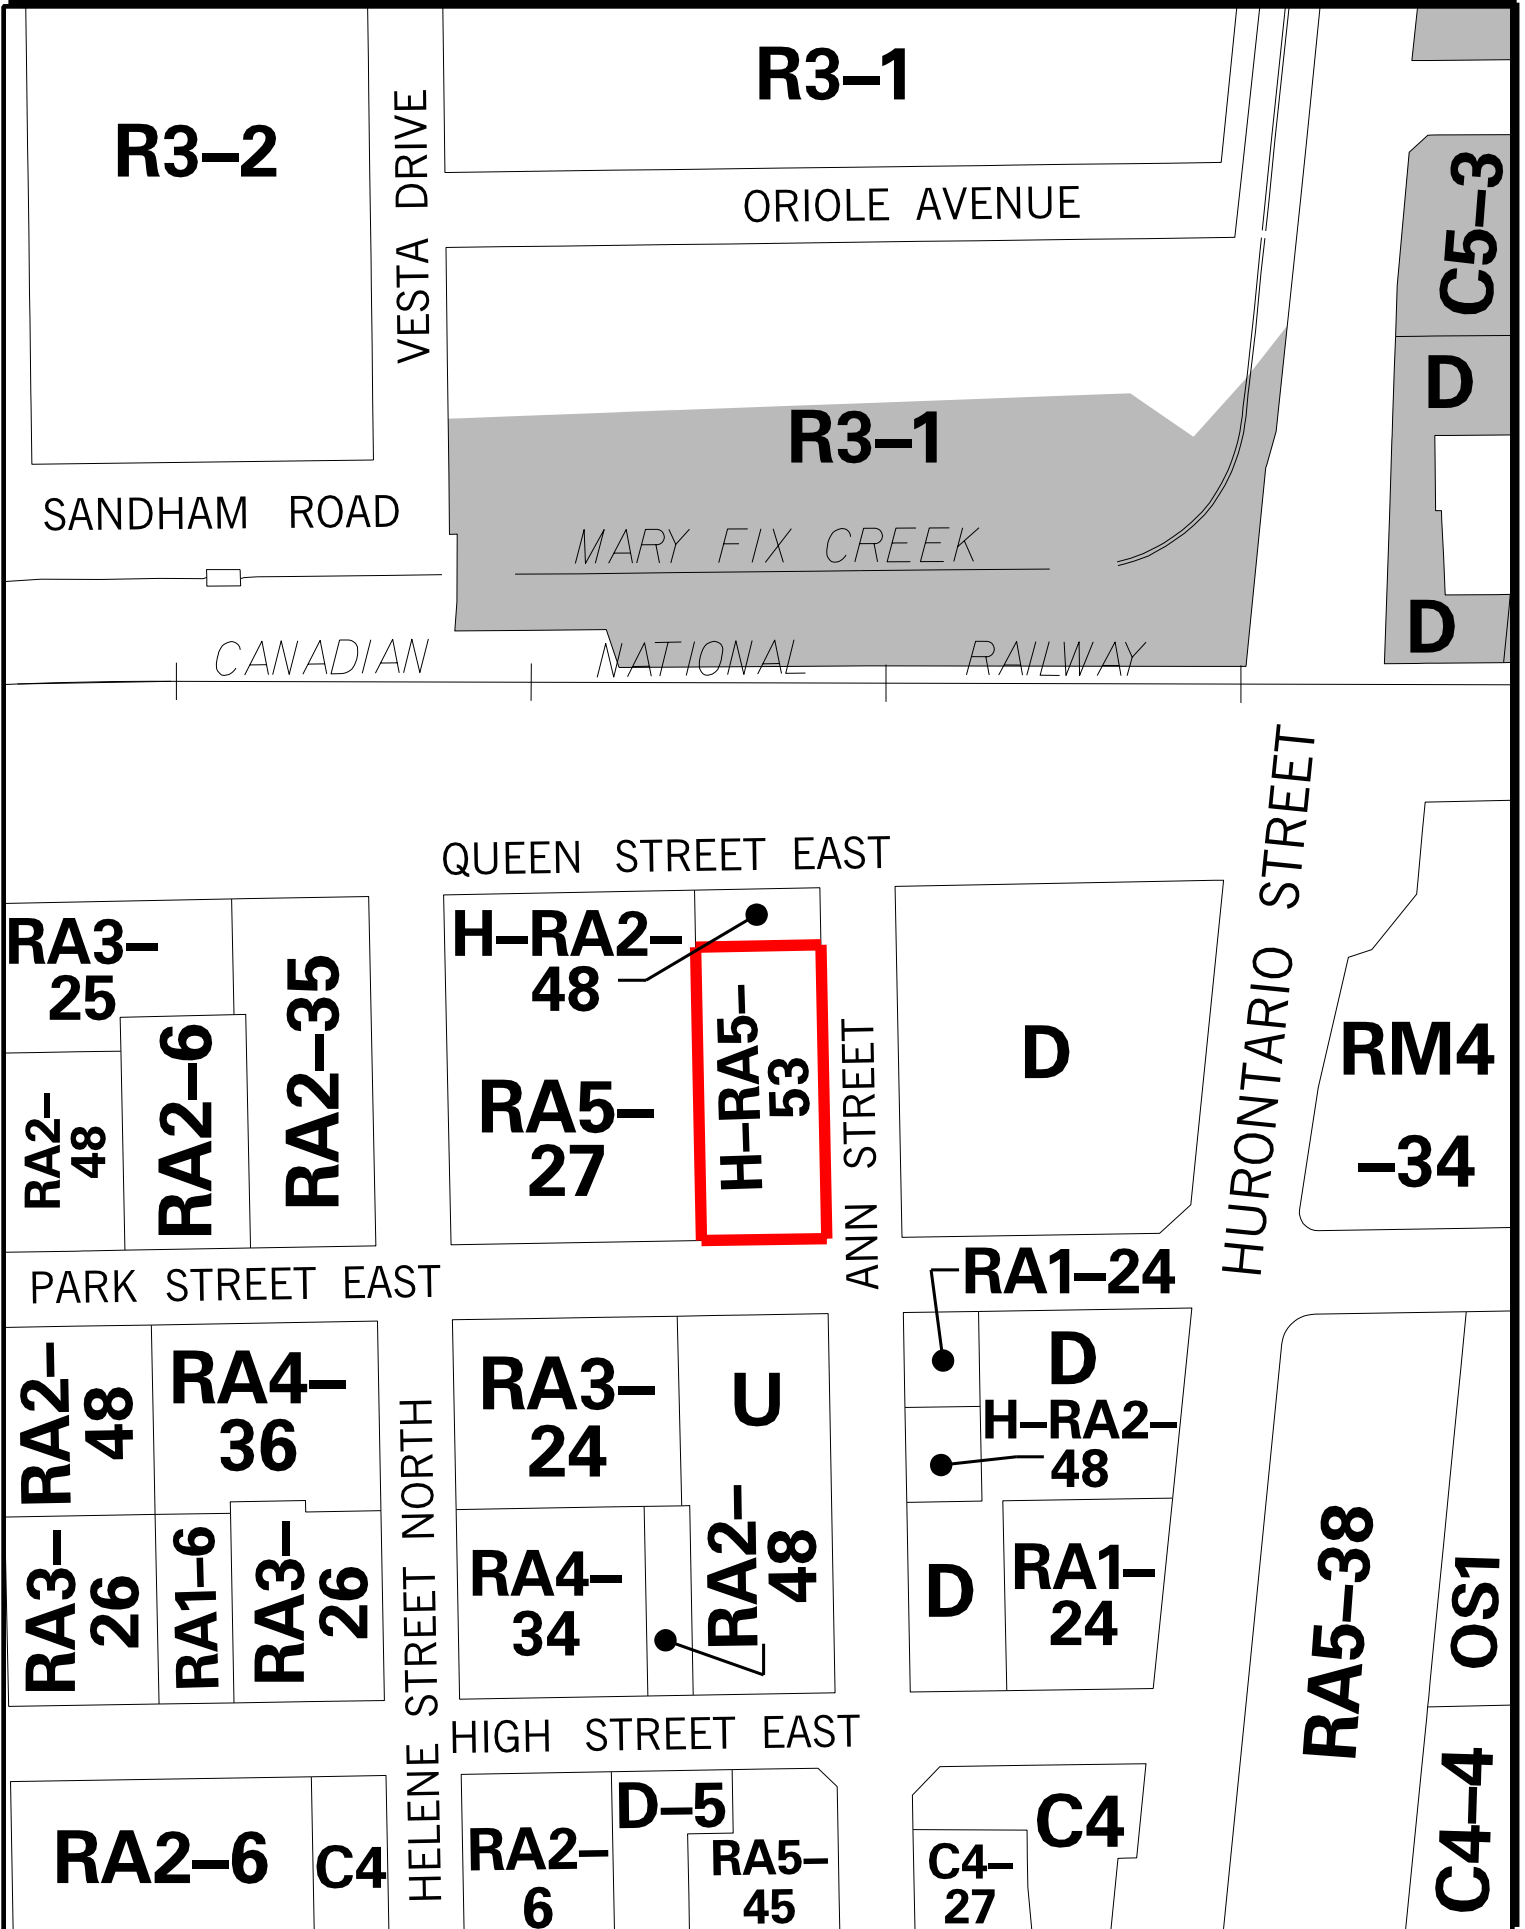 R3–1
R3–2
VESTA DRIVE
ORIOLE AVENUE
C5–3
D
R3–1
SANDHAM ROAD
MARY FIX CREEK
D
CANADIAN NATIONAL RAILWAY
HURONTARIO STREET
QUEEN STREET EAST
RA3–
25
RA2–35
RA2–6
RA2–
48
H–RA2–
48
H–RA5–
53
RA5–
27
ANN STREET
D
RM4
–34
PARK STREET EAST
RA1–24
RA2–
48
RA4–
36
RA3–
24
U
D
H–RA2–
48
HELENE STREET NORTH
RA3–
26
RA1–6
RA3–
26
RA4–
34
RA2–
48
D
RA1–
24
RA5–38
OS1
HIGH STREET EAST
RA2–6
C4
RA2–
6
D–5
RA5–
45
C4
C4–
27
C4–4